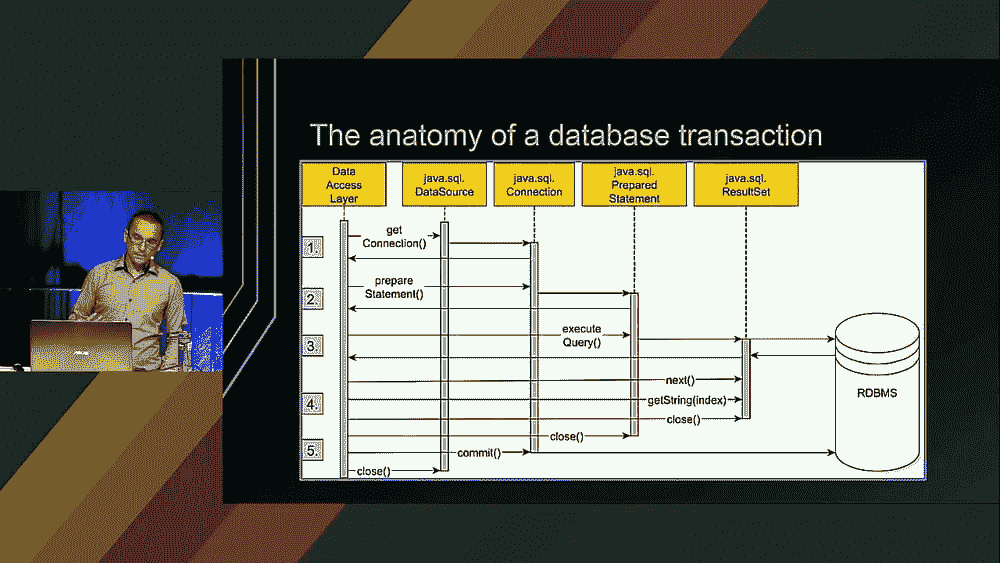 The anatomy of a database transaction
Data
Access
Layer
java.sql.
DataSource
java.sql.
Connection
java.sql.
Prepared
Statement
java.sql.
ResultSet
1.
get
Connection()
2.
prepare
Statement()
3.
execute
Query()
next()
4.
getString(index)
close()
close()
5.
commit()
close()
RDBMS